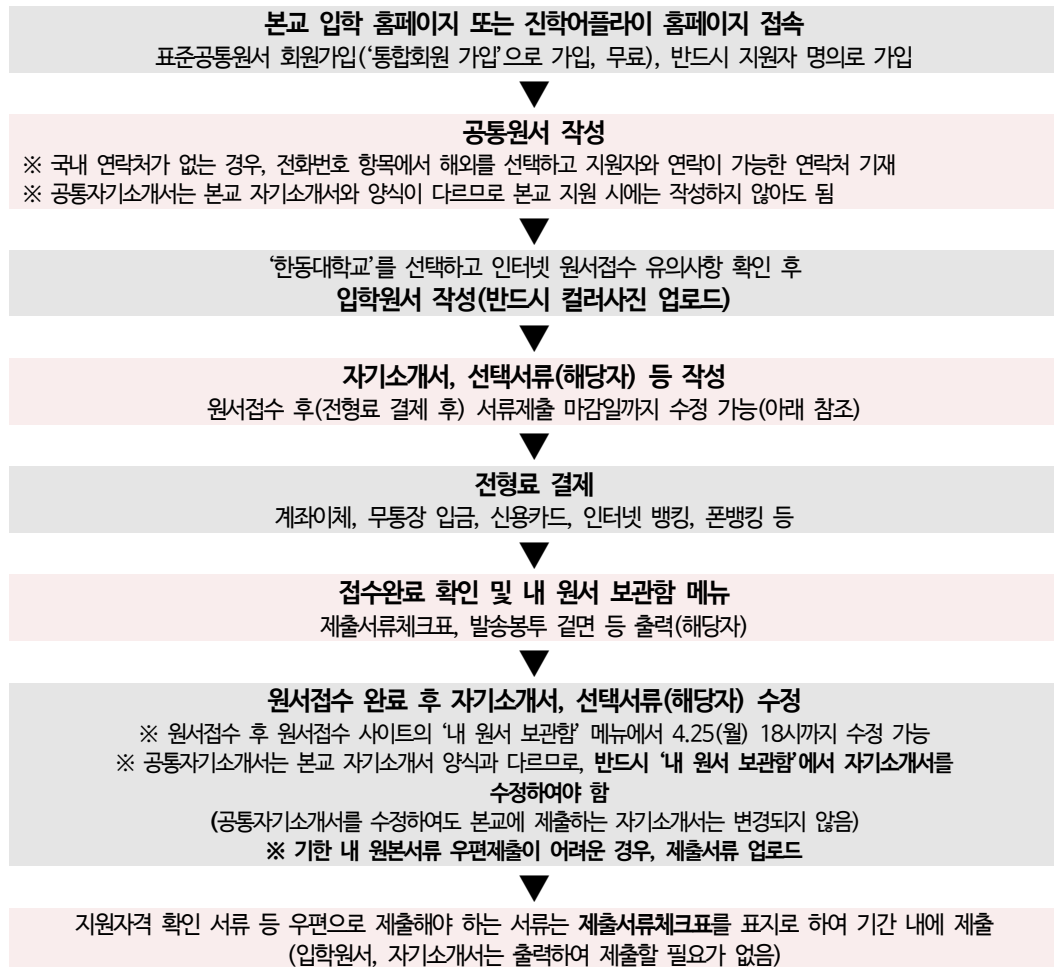 본교 입학 홈페이지 또는 진학어플라이 홈페이지 접속
표준공통원서 회원가입(‘통합회원 가입’으로 가입, 무료), 반드시 지원자 명의로 가입
▼
공통원서 작성
※ 국내 연락처가 없는 경우, 전화번호 항목에서 해외를 선택하고 지원자와 연락이 가능한 연락처 기재
※ 공통자기소개서는 본교 자기소개서와 양식이 다르므로 본교 지원 시에는 작성하지 않아도 됨
▼
‘한동대학교’를 선택하고 인터넷 원서접수 유의사항 확인 후
입학원서 작성(반드시 컬러사진 업로드)
▼
자기소개서, 선택서류(해당자) 등 작성
원서접수 후(전형료 결제 후) 서류제출 마감일까지 수정 가능(아래 참조)
▼
전형료 결제
계좌이체, 무통장 입금, 신용카드, 인터넷 뱅킹, 폰뱅킹 등
▼
접수완료 확인 및 내 원서 보관함 메뉴
제출서류체크표, 발송봉투 겉면 등 출력(해당자)
▼
원서접수 완료 후 자기소개서, 선택서류(해당자) 수정
※ 원서접수 후 원서접수 사이트의 ‘내 원서 보관함’ 메뉴에서 4.25(월) 18시까지 수정 가능
※ 공통자기소개서는 본교 자기소개서 양식과 다르므로, 반드시 ‘내 원서 보관함’에서 자기소개서를
수정하여야 함
(공통자기소개서를 수정하여도 본교에 제출하는 자기소개서는 변경되지 않음)
※ 기한 내 원본서류 우편제출이 어려운 경우, 제출서류 업로드
▼
지원자격 확인 서류 등 우편으로 제출해야 하는 서류는 제출서류체크표를 표지로 하여 기간 내에 제출
(입학원서, 자기소개서는 출력하여 제출할 필요가 없음)